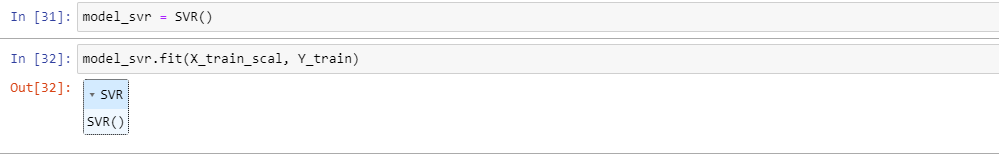 In [31]: model_svr = SVR()
In [32]: model_svr.fit(X_train_scal, Y_train)
Out[32]: ▾ SVR
SVR()